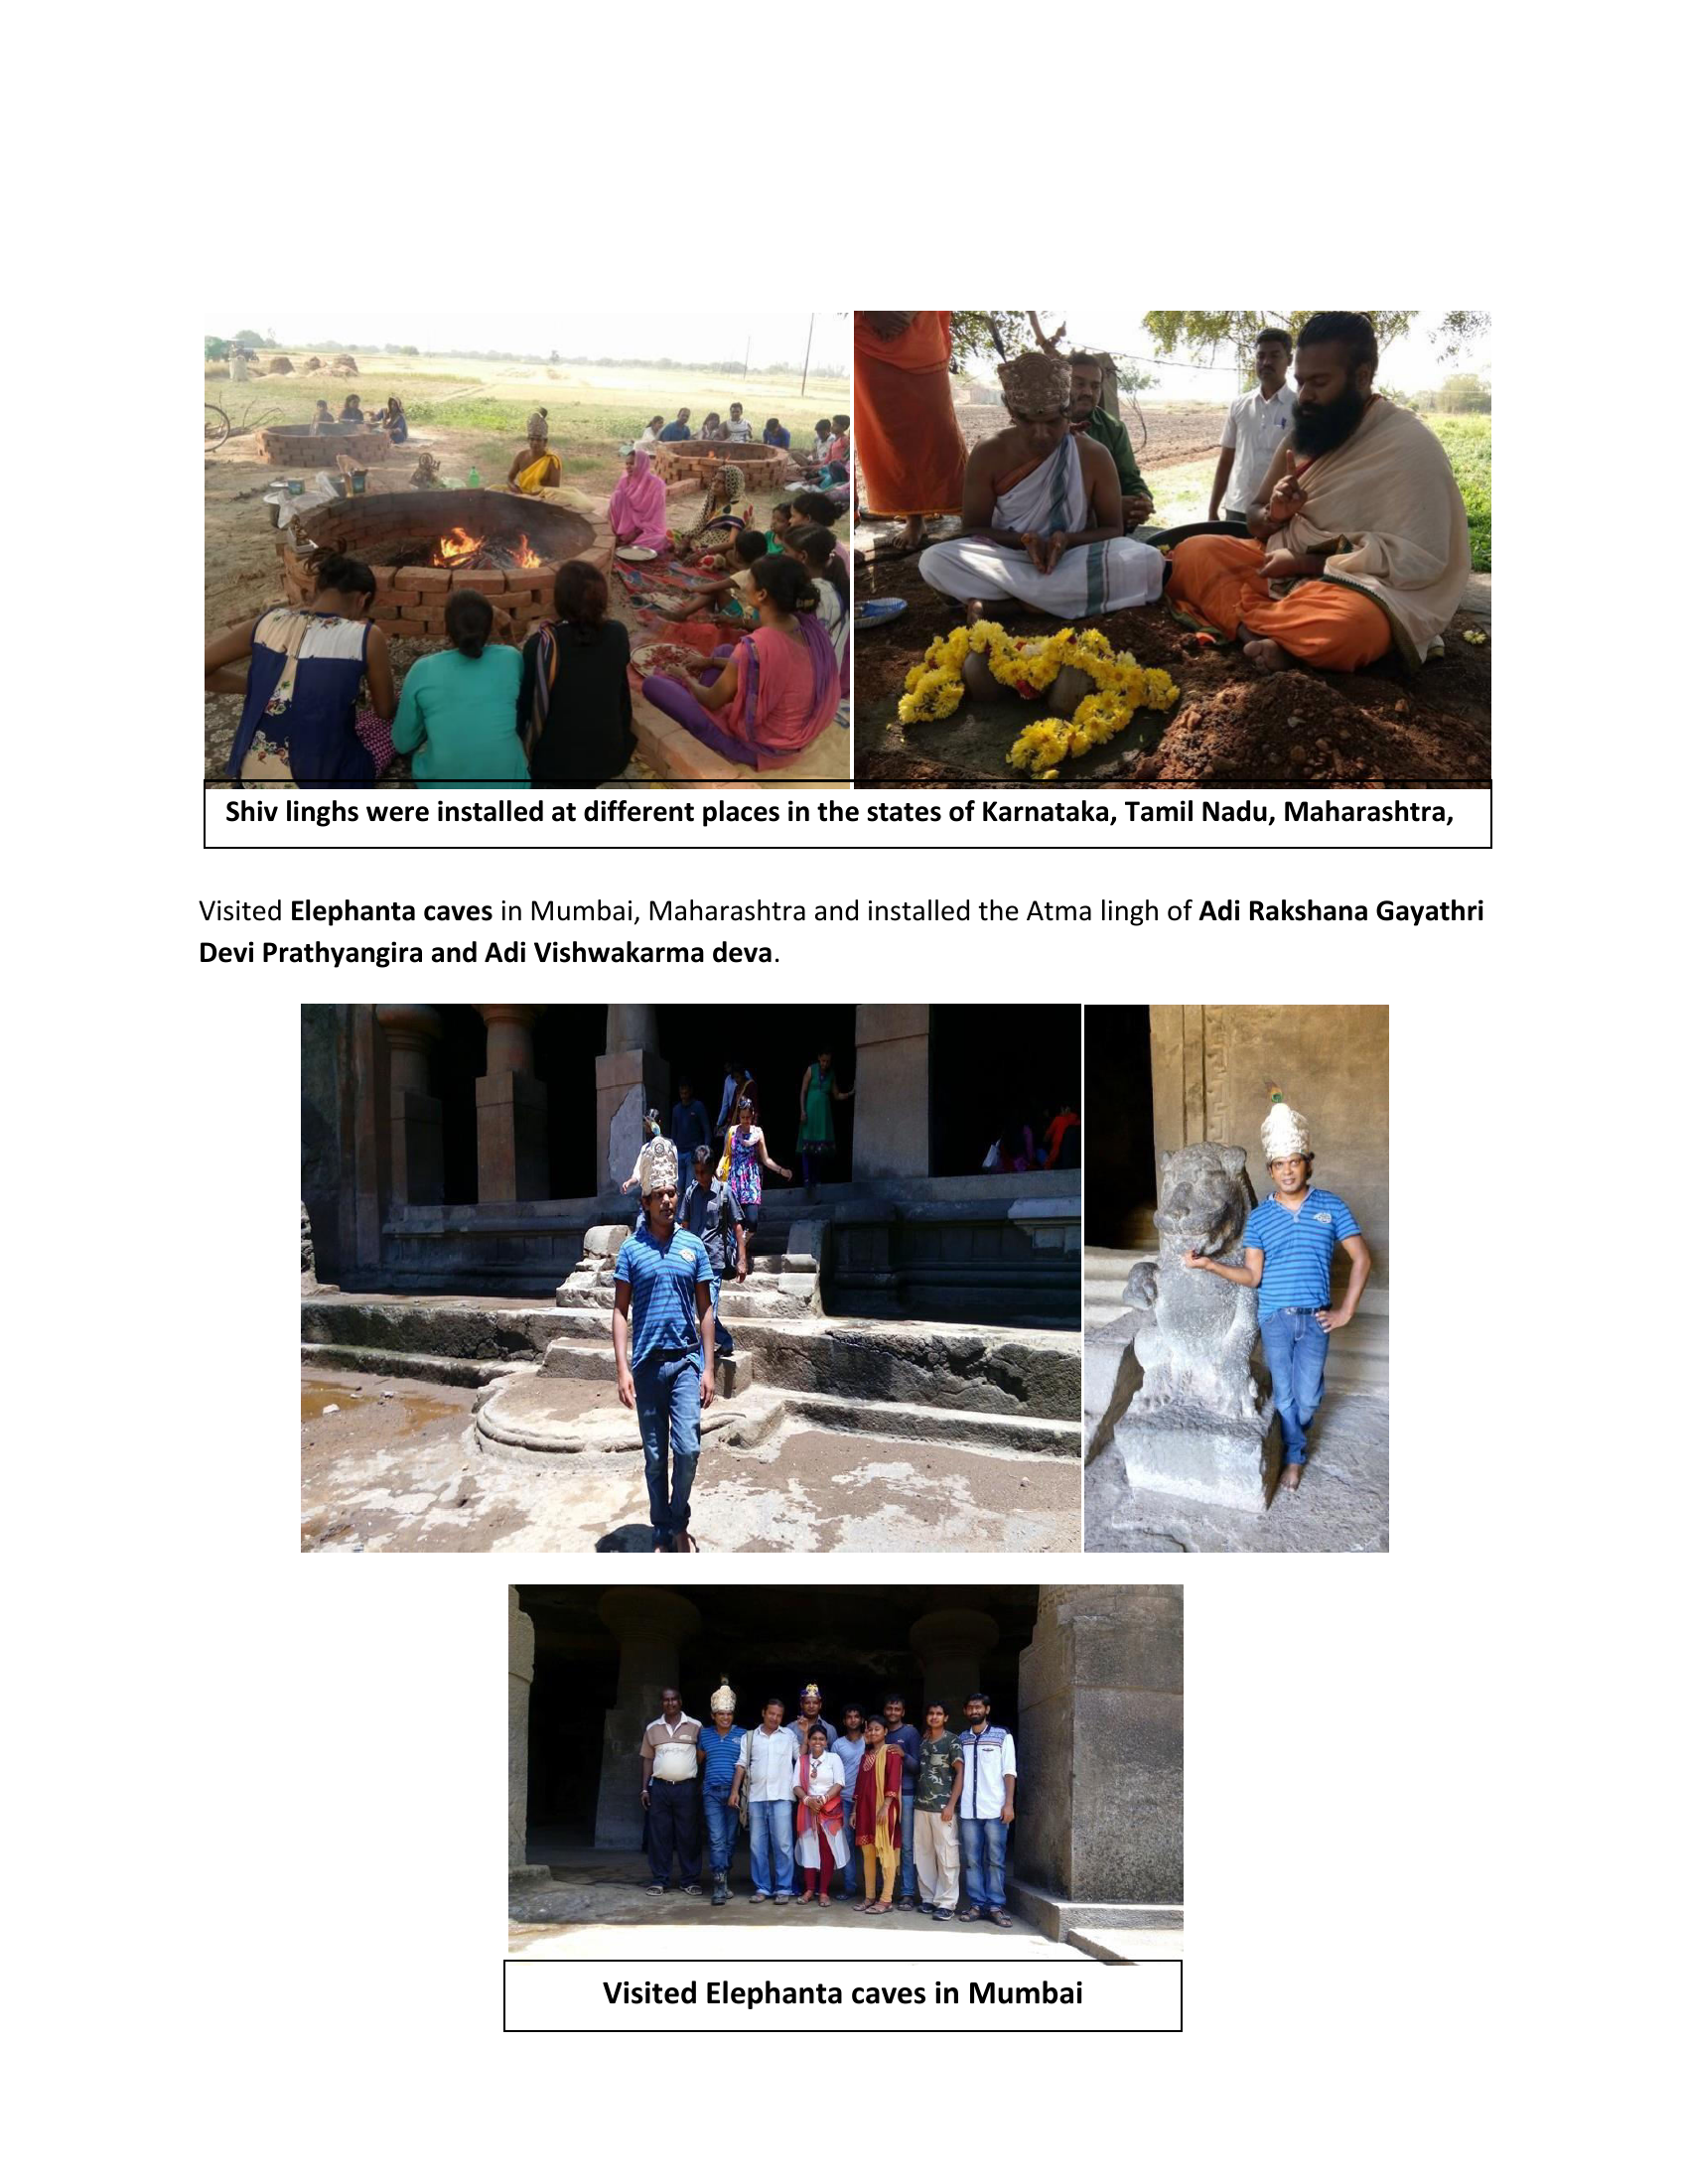 Shiv linghs were installed at different places in the states of Karnataka, Tamil Nadu, Maharashtra,
Visited Elephanta caves in Mumbai, Maharashtra and installed the Atma lingh of Adi Rakshana Gayathri
Devi Prathyangira and Adi Vishwakarma deva.
Visited Elephanta caves in Mumbai